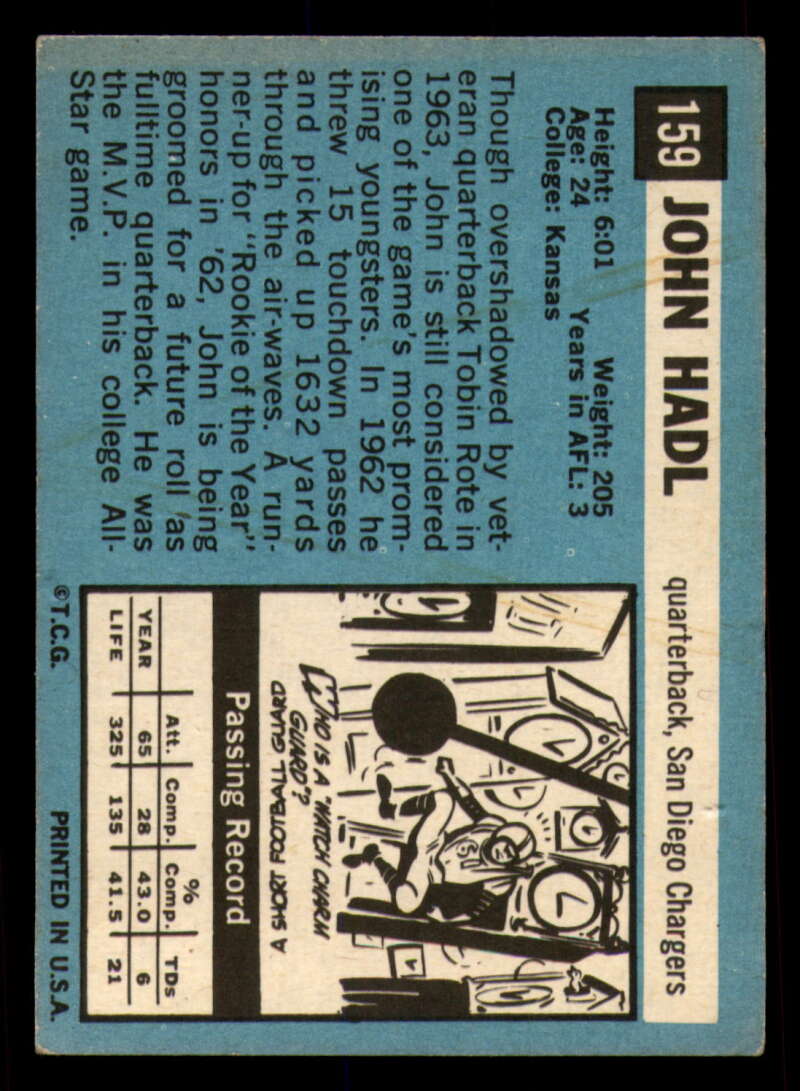 159 JOHN HADL quarterback, San Diego Chargers
Height: 6:01 Weight: 205
Age: 24 Years in AFL: 3
College: Kansas
Though overshadowed by vet-
eran quarterback Tobin Rote in
1963, John is still considered
one of the game's most prom-
ising youngsters. In 1962 he
threw 15 touchdown passes
and picked up 1632 yards
through the air-waves. A run-
ner-up for "Rookie of the Year"
honors in '62, John is being
groomed for a future roll as
fulltime quarterback. He was
the M.V.P. in his college All-
Star game.
51
WHO IS A "WATCH CHARM
GUARD"?
A SHORT FOOTBALL GUARD
Passing Record
YEAR Att. Comp. % Comp. TDs
65 28 43.0 6
LIFE 325 135 41.5 21
©T.C.G. PRINTED IN U.S.A.